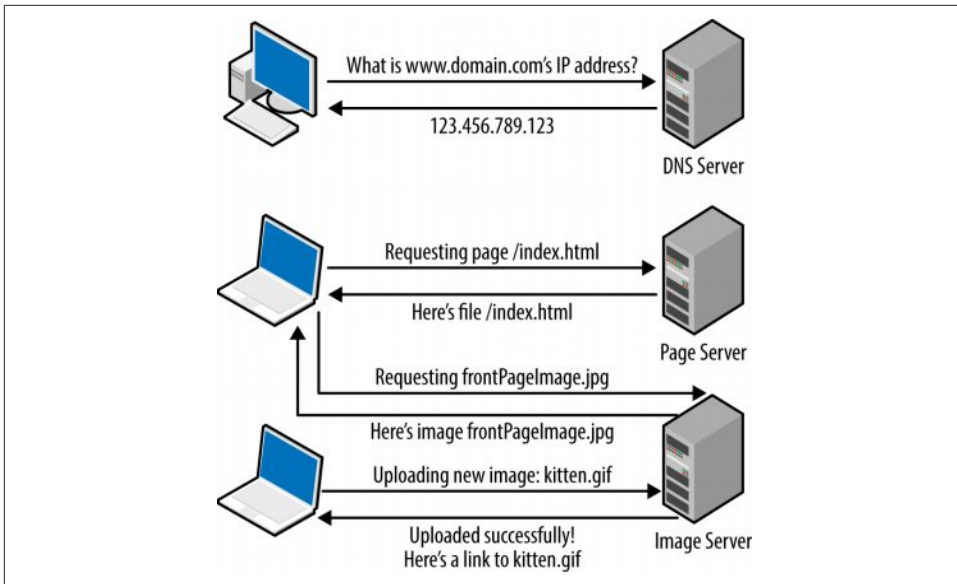 What is www.domain.com's IP address?
123.456.789.123
DNS Server
Requesting page /index.html
Here's file /index.html
Page Server
Requesting frontPageImage.jpg
Here's image frontPageImage.jpg
Uploading new image: kitten.gif
Uploaded successfully!
Here's a link to kitten.gif
Image Server